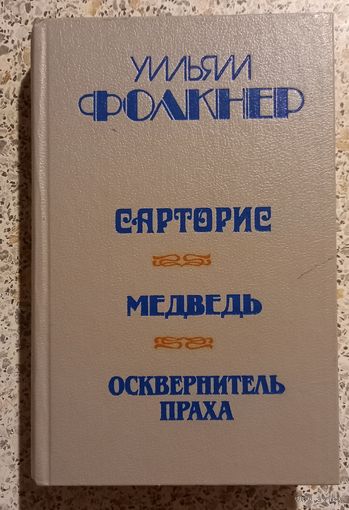 УИЛЬЯМ
ФОЛКНЕР
САРТОРИС
МЕДВЕДЬ
ОСКВЕРНИТЕЛЬ
ПРАХА